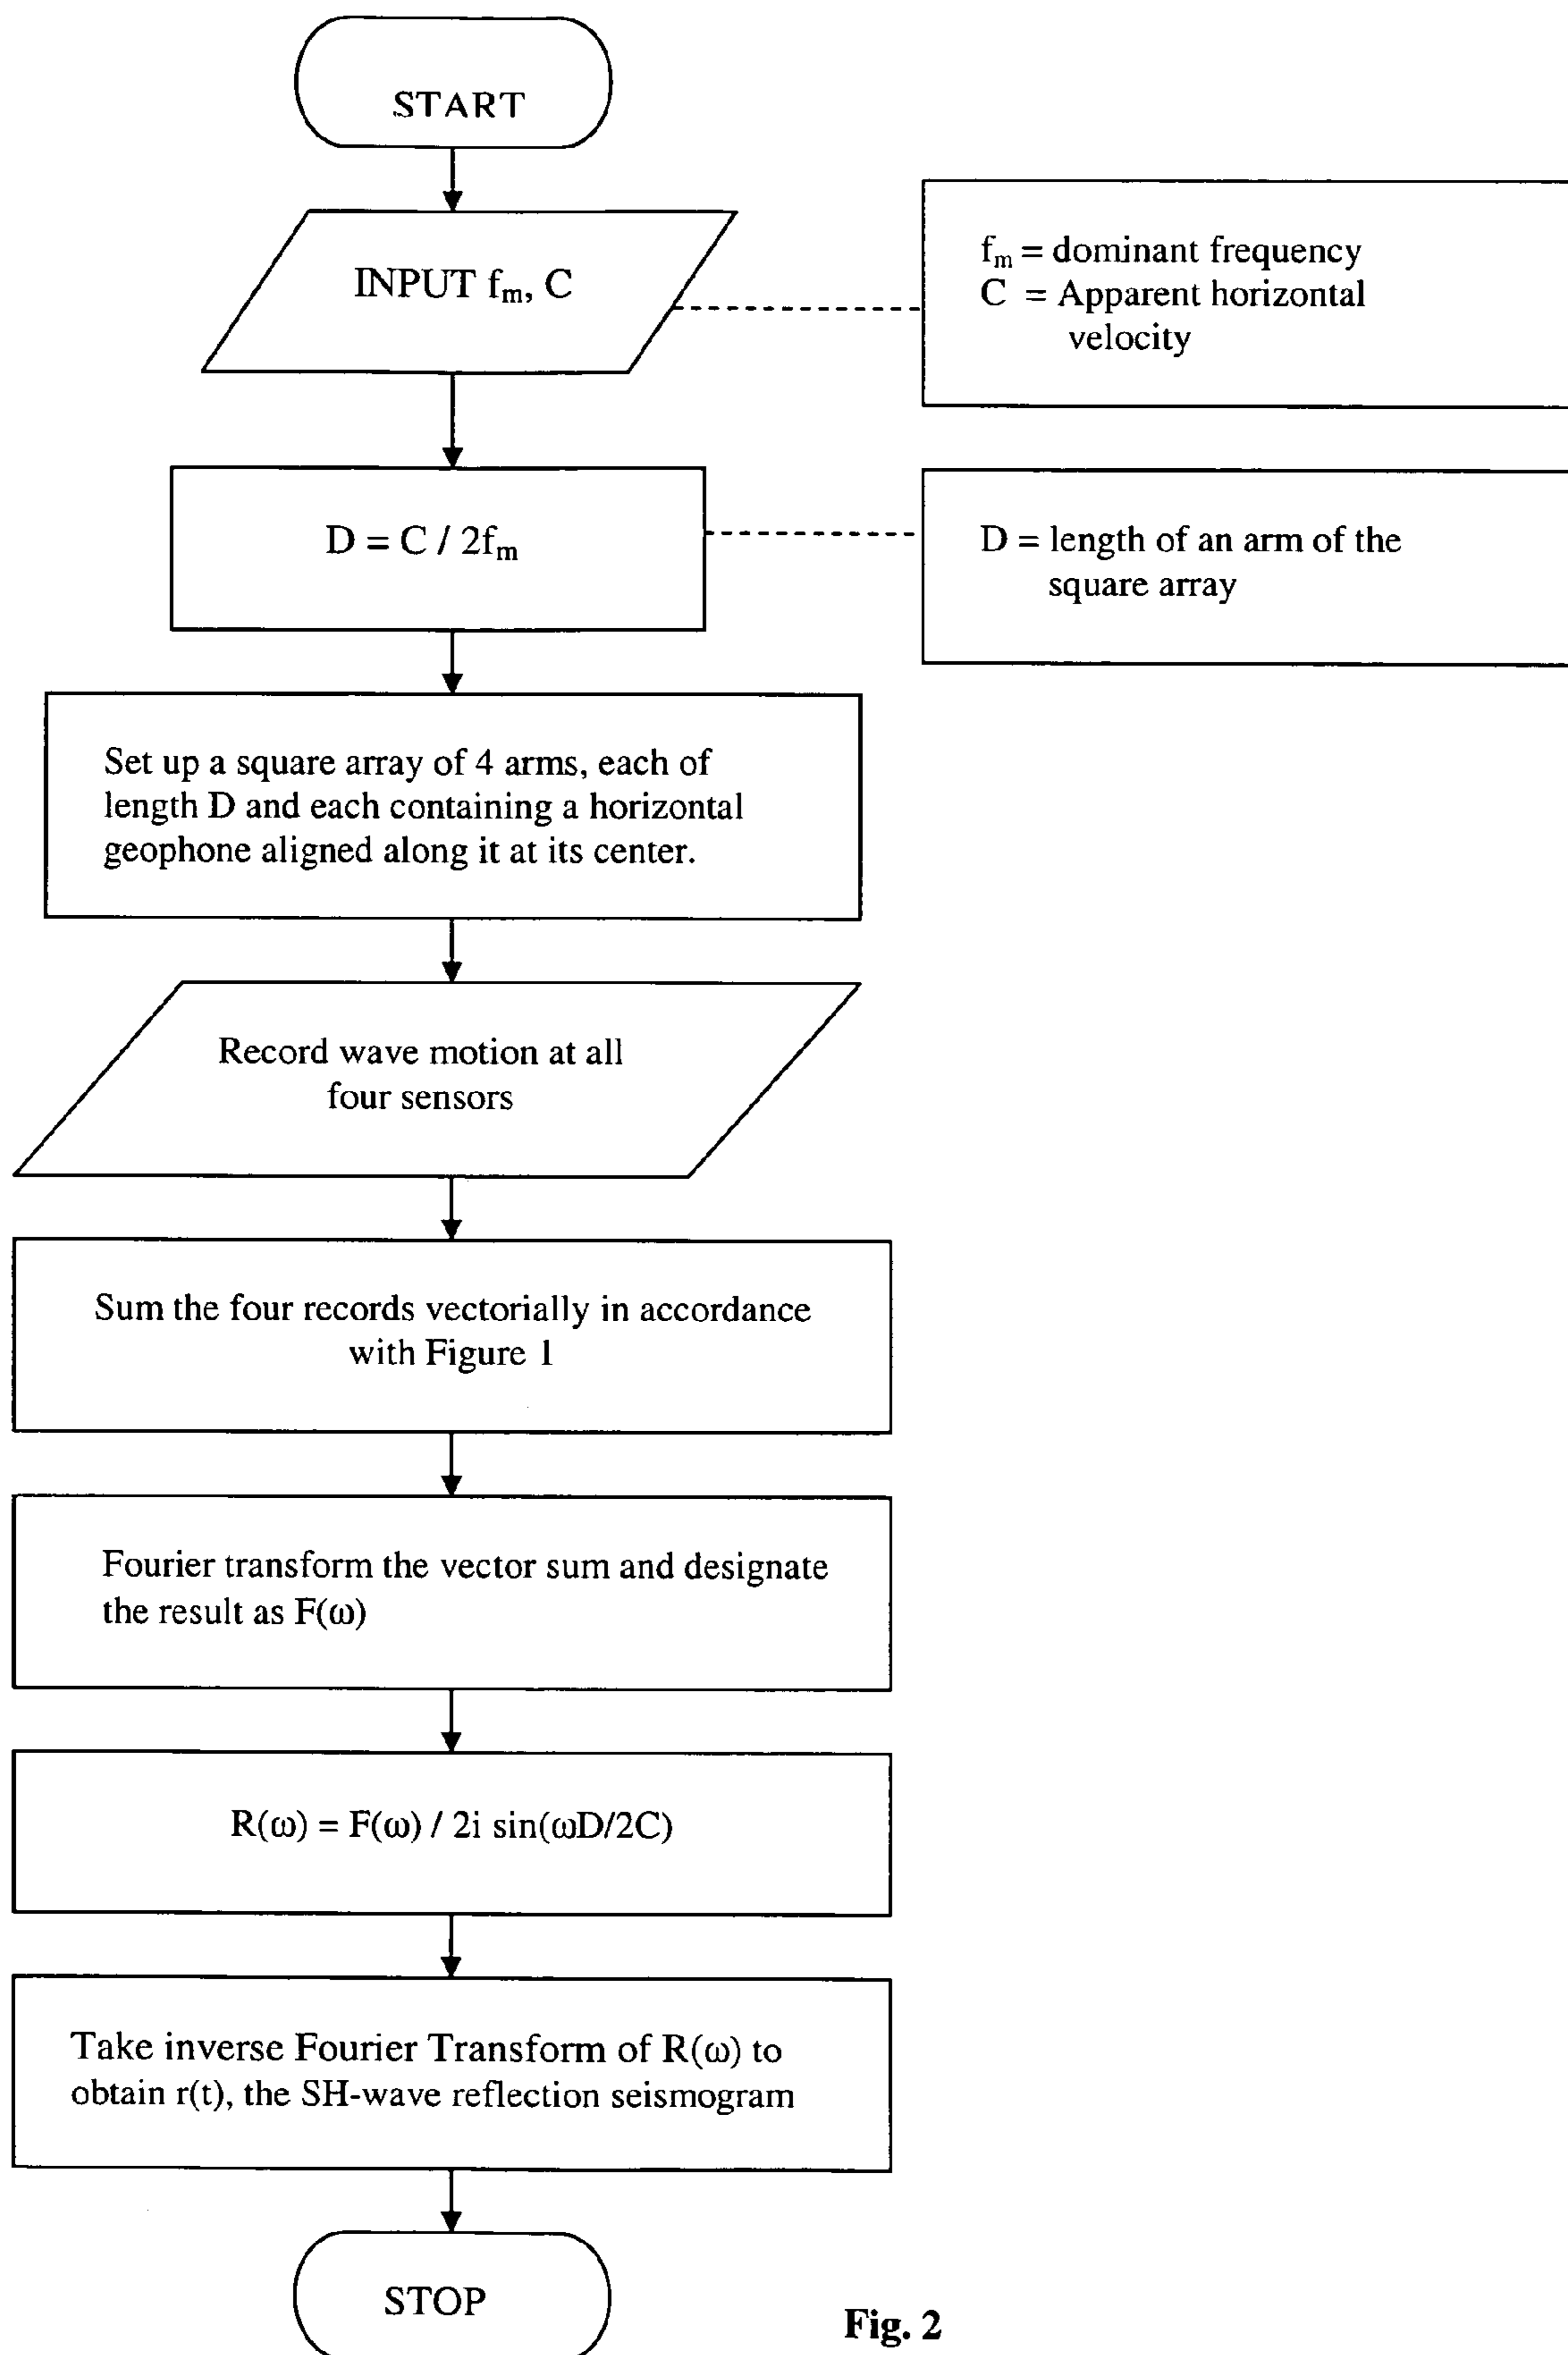 START
INPUT fm, C
fm = dominant frequency
C = Apparent horizontal
velocity
D = C / 2fm
D = length of an arm of the
square array
Set up a square array of 4 arms, each of
length D and each containing a horizontal
geophone aligned along it at its center.
Record wave motion at all
four sensors
Sum the four records vectorially in accordance
with Figure 1
Fourier transform the vector sum and designate
the result as F(ω)
R(ω) = F(ω) / 2i sin(ωD/2C)
Take inverse Fourier Transform of R(ω) to
obtain r(t), the SH-wave reflection seismogram
STOP
Fig. 2